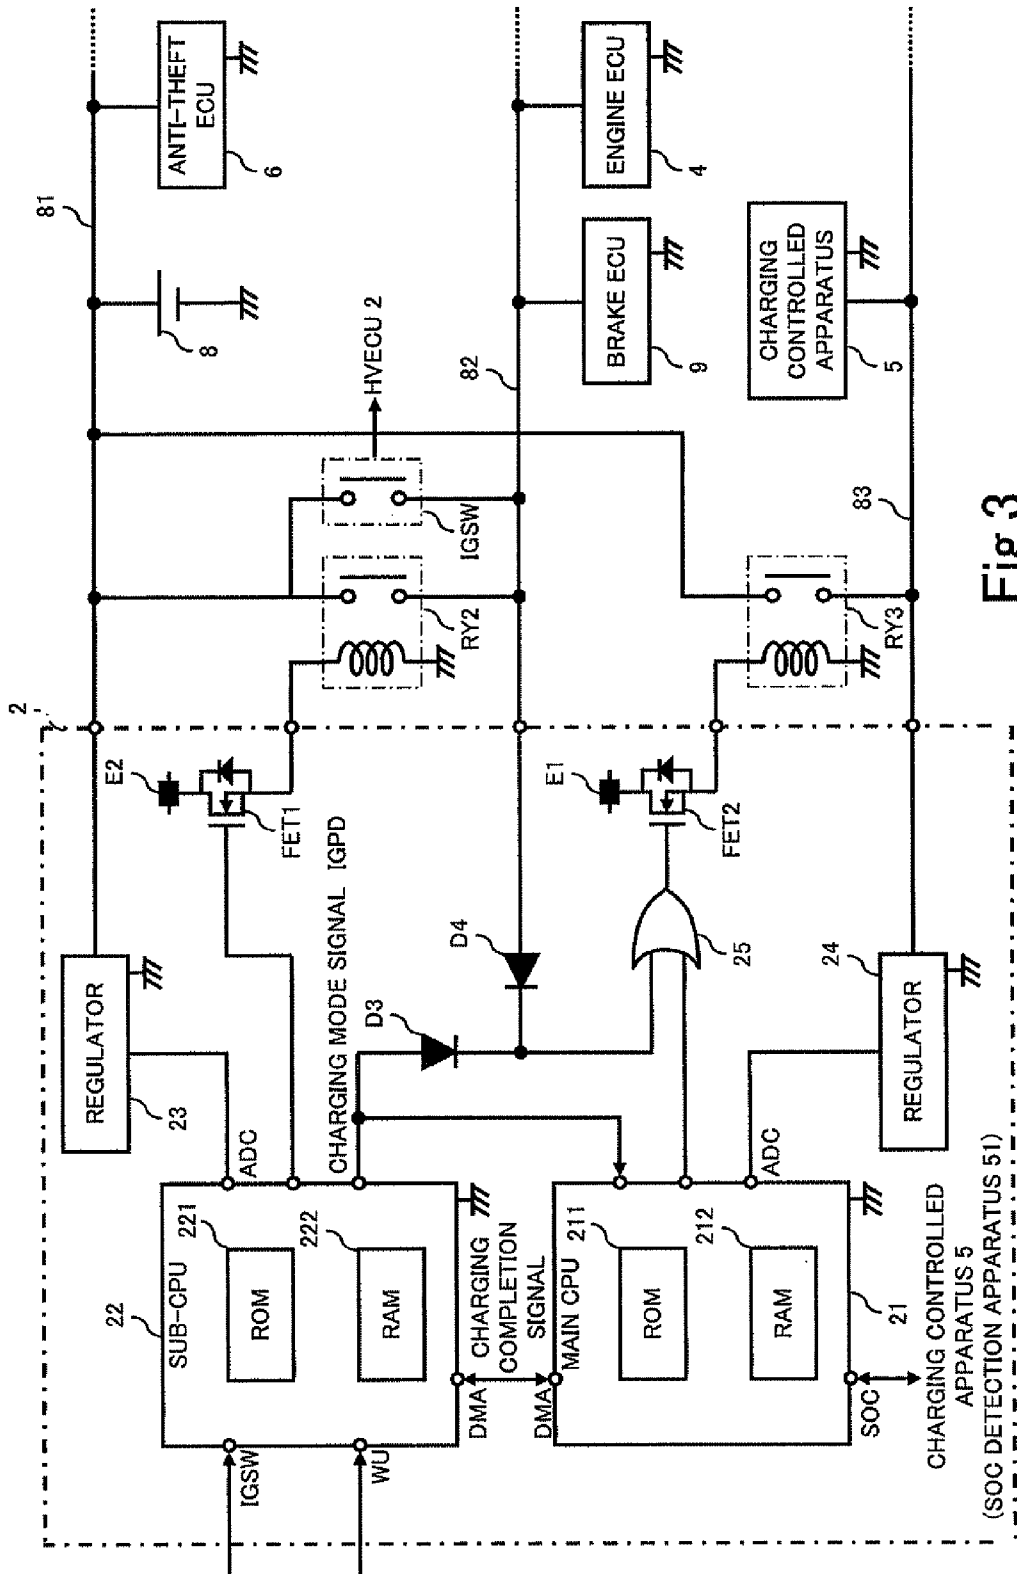 2
81
82
83
E2
FET1
REGULATOR
23
ADC
22
SUB-CPU
221
ROM
222
RAM
IGSW
WU
DMA
CHARGING
COMPLETION
SIGNAL
CHARGING MODE SIGNAL IGPD
D3
D4
E1
FET2
25
24
REGULATOR
ADC
DMA
MAIN CPU
211
ROM
212
RAM
21
SOC
CHARGING CONTROLLED
APPARATUS 5
(SOC DETECTION APPARATUS 51)
RY2
IGSW
HVECU 2
RY3
8
ANTI-THEFT
ECU
6
BRAKE ECU
9
ENGINE ECU
4
CHARGING
CONTROLLED
APPARATUS
5
Fig.3